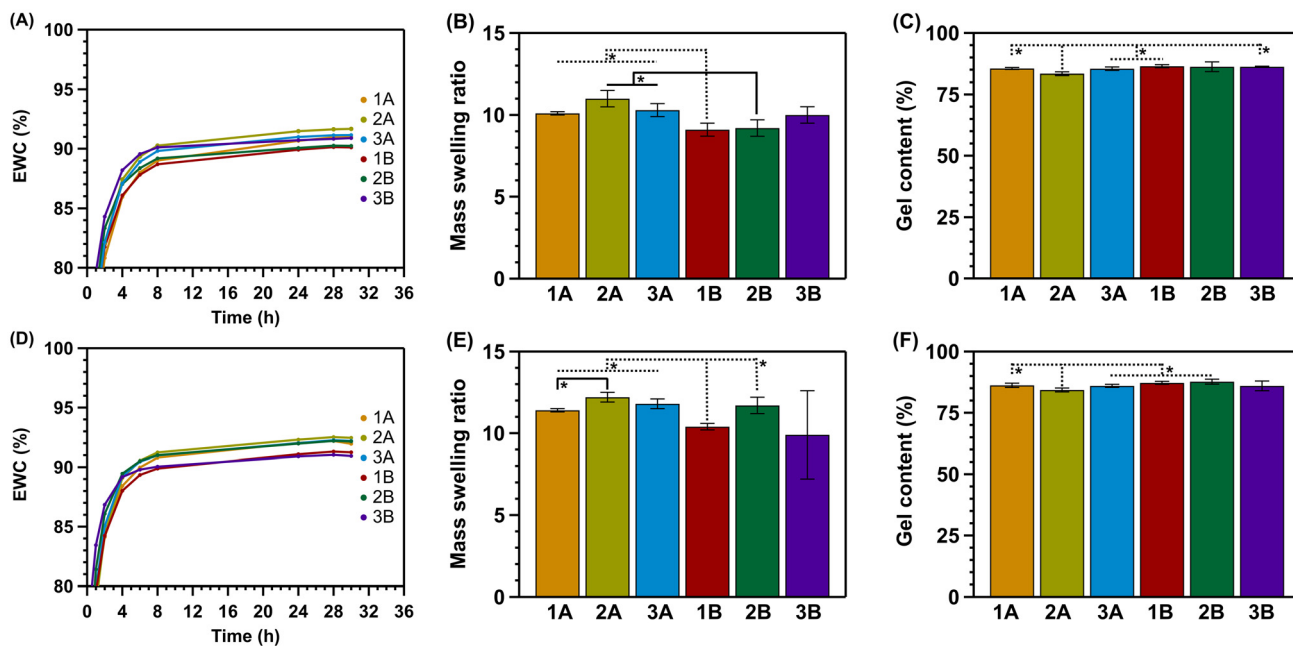 (A)
100
95
90
85
80
EWC (%)
0 4 8 12 16 20 24 28 32 36
Time (h)
1A
2A
3A
1B
2B
3B
(B)
15
10
5
0
Mass swelling ratio
* *
1A 2A 3A 1B 2B 3B
(C)
100
75
50
25
0
Gel content (%)
* * *
1A 2A 3A 1B 2B 3B
(D)
100
95
90
85
80
EWC (%)
0 4 8 12 16 20 24 28 32 36
Time (h)
1A
2A
3A
1B
2B
3B
(E)
15
10
5
0
Mass swelling ratio
* * *
1A 2A 3A 1B 2B 3B
(F)
100
75
50
25
0
Gel content (%)
* *
1A 2A 3A 1B 2B 3B